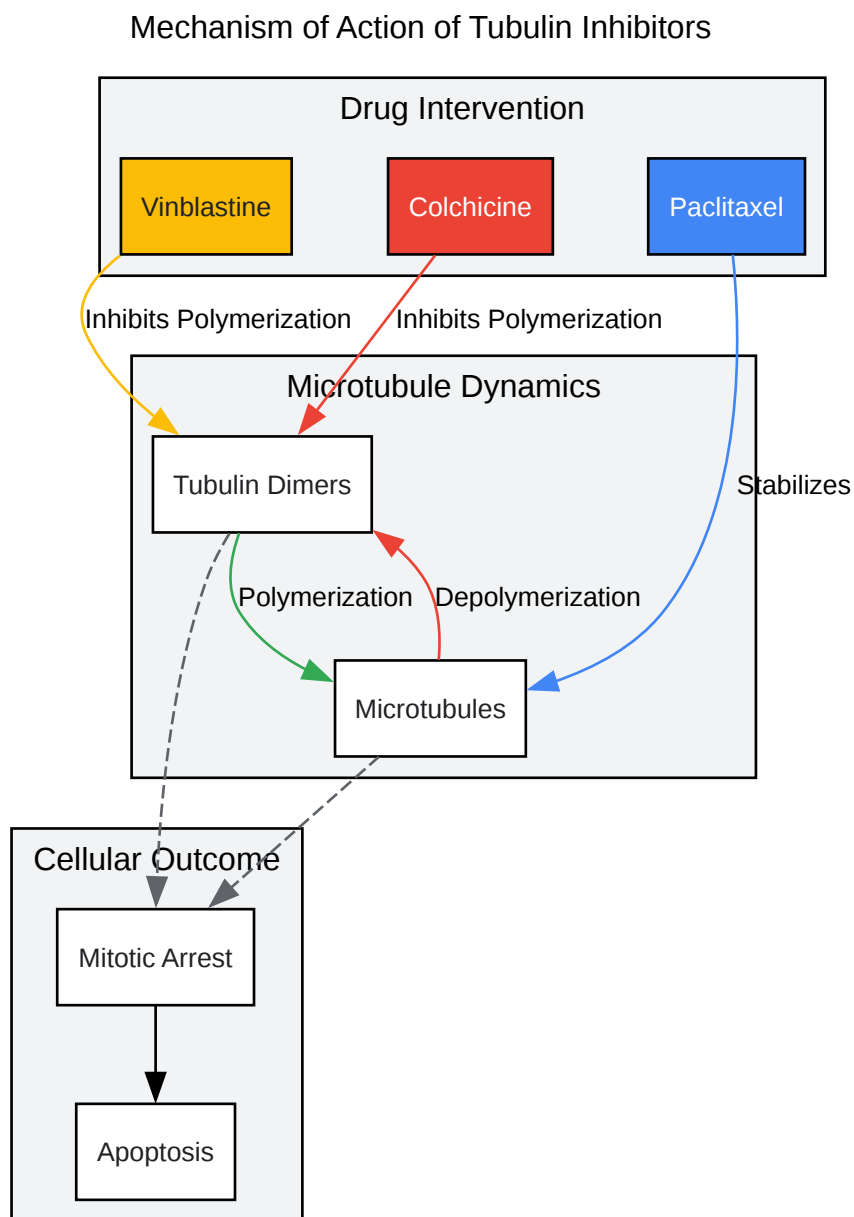 Mechanism of Action of Tubulin Inhibitors
Drug Intervention
Vinblastine
Colchicine
Paclitaxel
Inhibits Polymerization
Inhibits Polymerization
Microtubule Dynamics
Tubulin Dimers
Stabilizes
Polymerization
Depolymerization
Microtubules
Cellular Outcome
Mitotic Arrest
Apoptosis